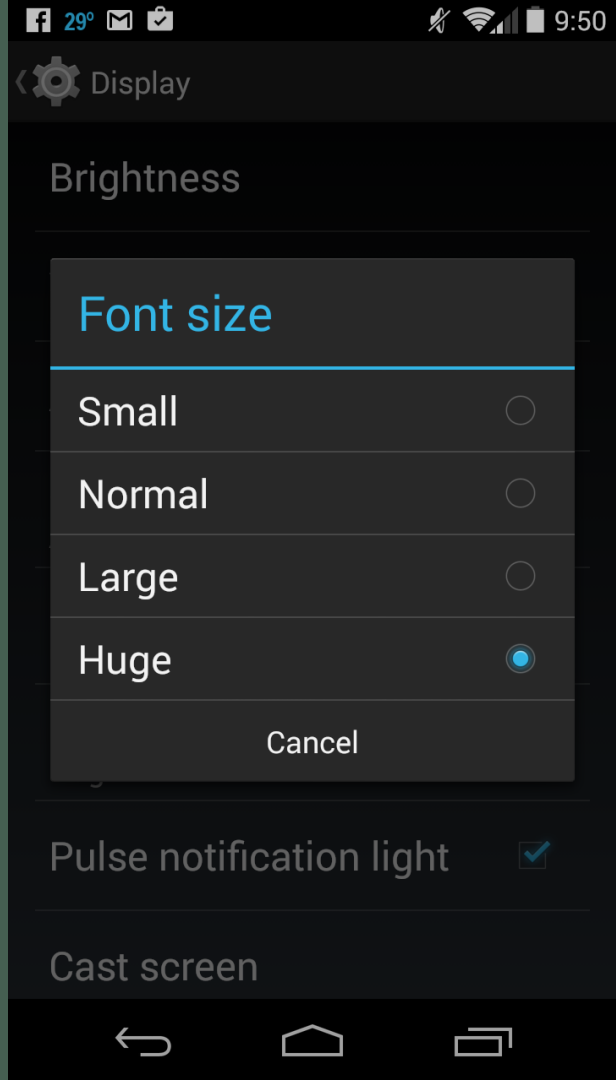 29° 9:50
Display
Brightness
Font size
Small
Normal
Large
Huge
Cancel
Pulse notification light
Cast screen